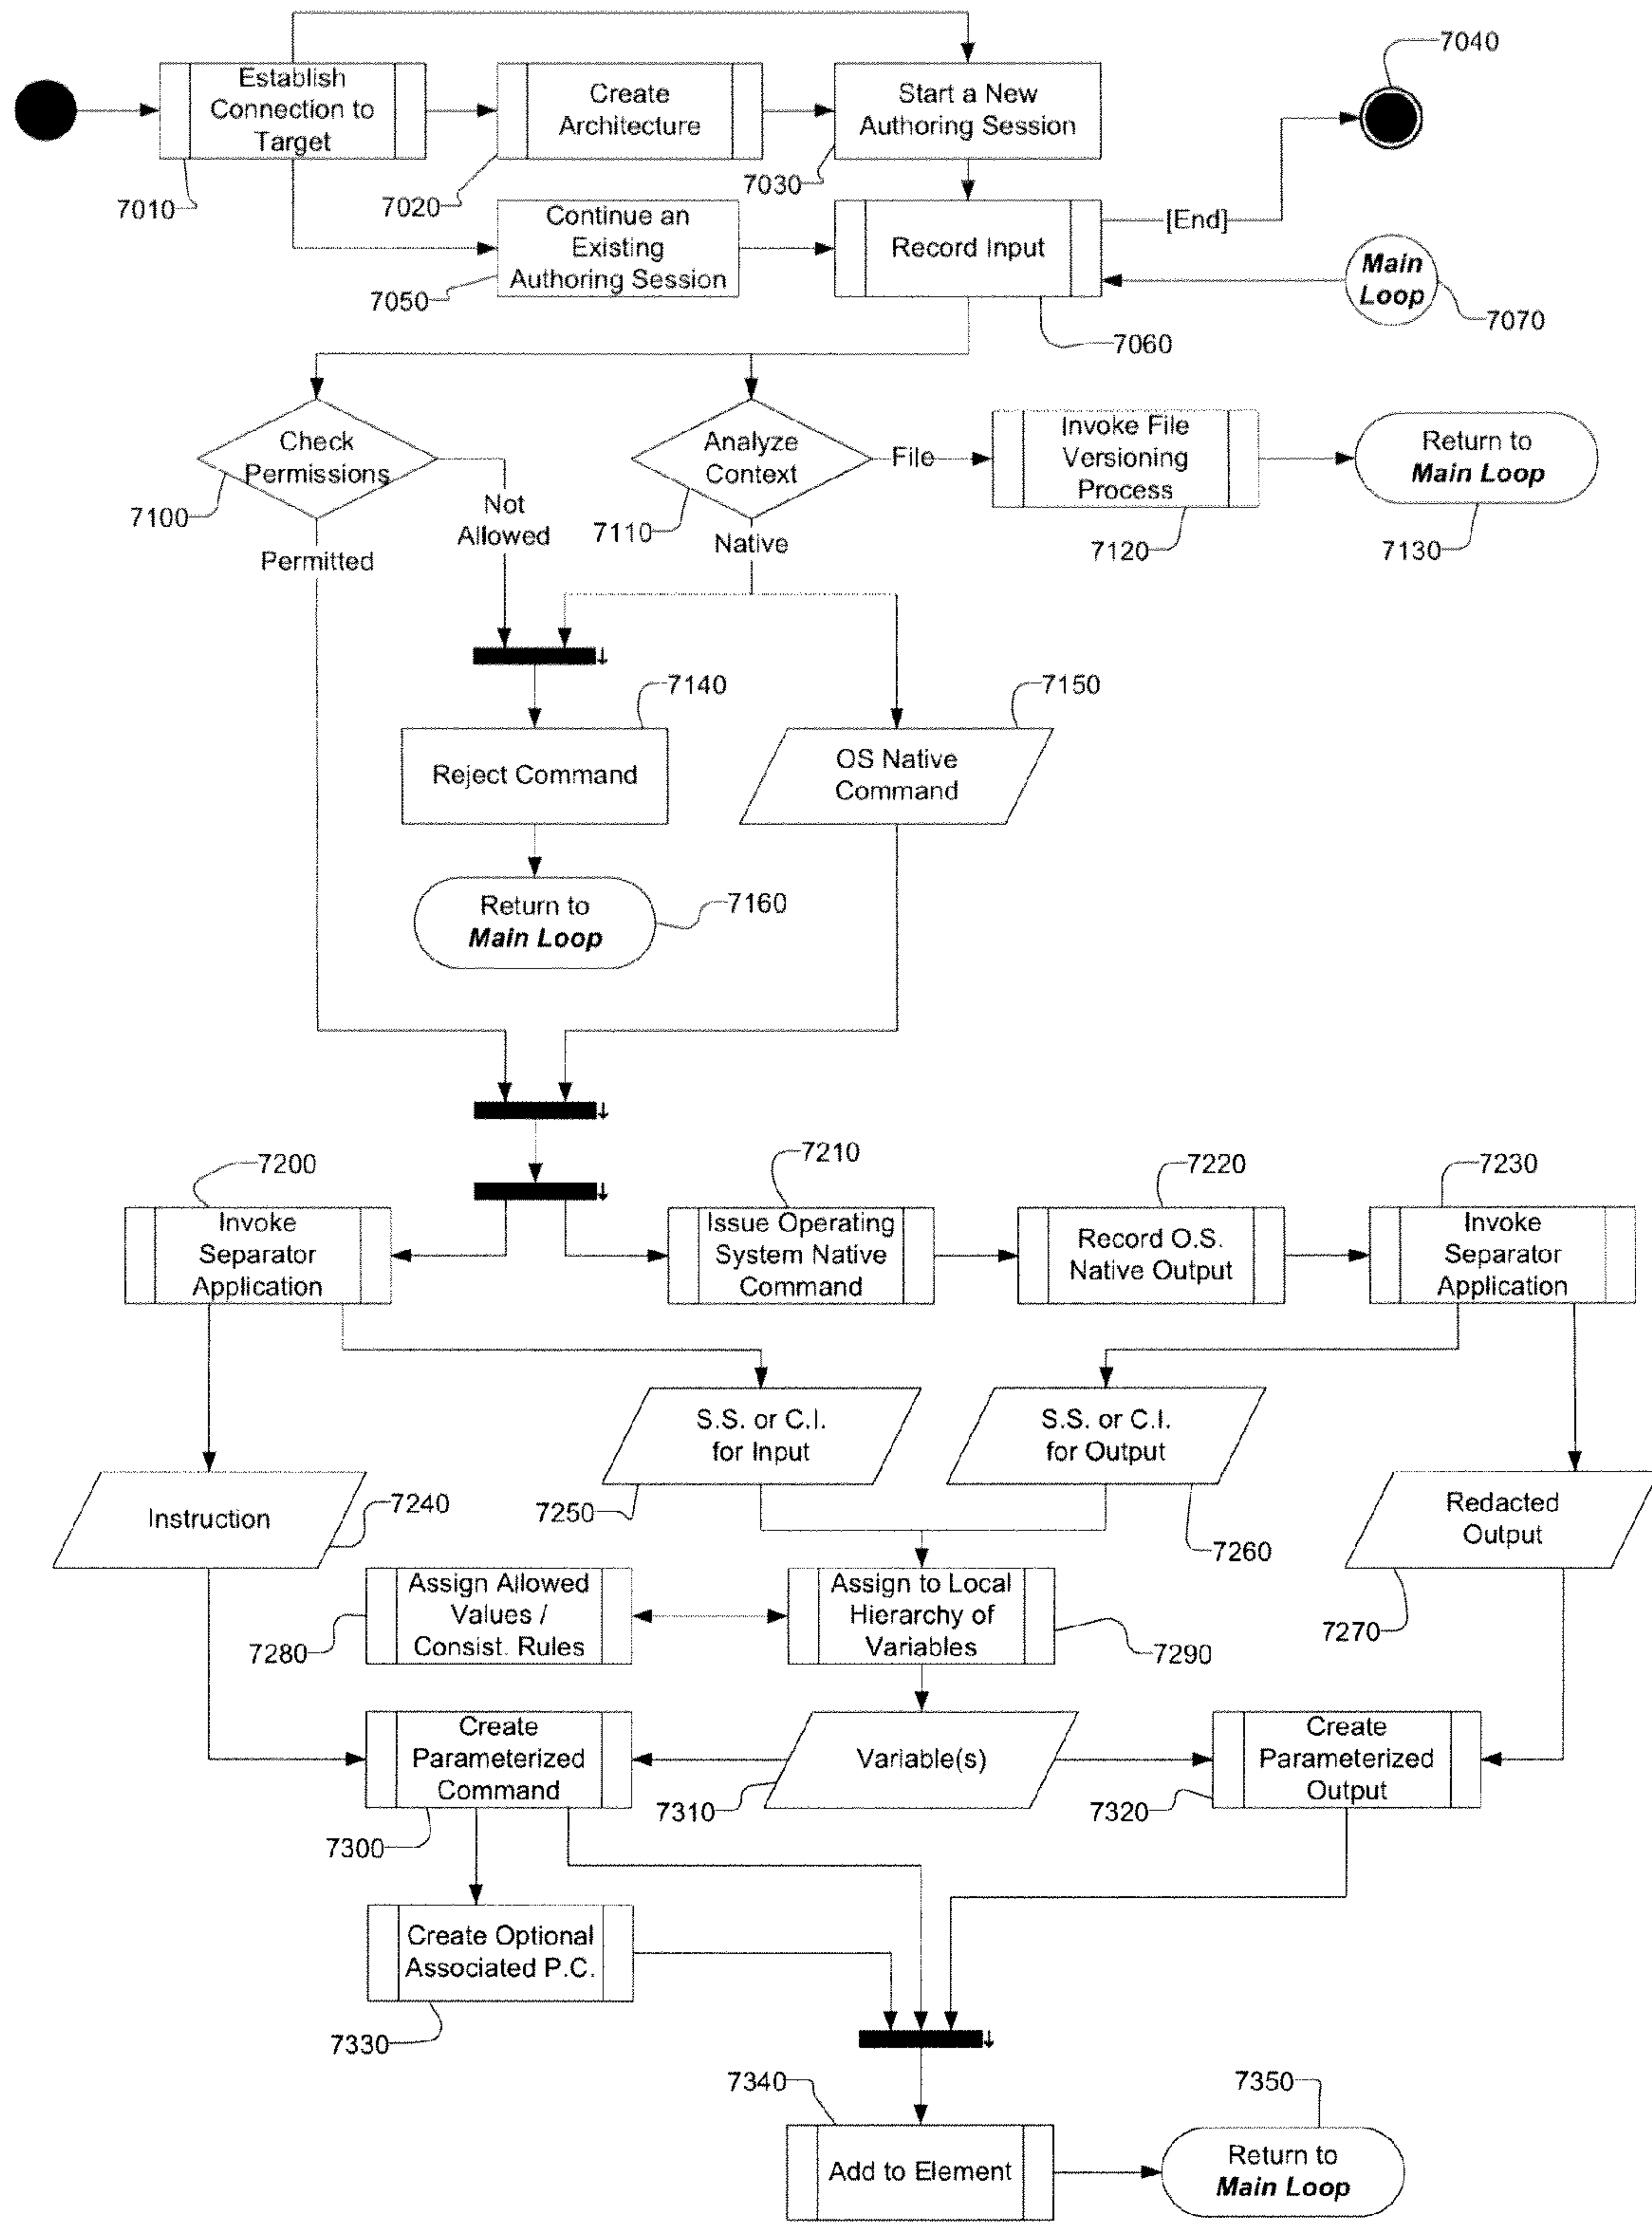 7040
Establish
Connection to
Target
Create
Architecture
Start a New
Authoring Session
7010
7020
7030
[End]
Continue an
Existing
Authoring Session
Record Input
Main
Loop
7050
7060
7070
Check
Permissions
Analyze
Context
File
Invoke File
Versioning
Process
Return to
Main Loop
7100
Not
Allowed
7110
Native
7120
7130
Permitted
7140
7150
Reject Command
OS Native
Command
Return to
Main Loop
7160
7200
7210
7220
7230
Invoke
Separator
Application
Issue Operating
System Native
Command
Record O.S.
Native Output
Invoke
Separator
Application
S.S. or C.I.
for Input
S.S. or C.I.
for Output
Instruction
7240
7250
7260
Redacted
Output
7270
Assign Allowed
Values /
Consist. Rules
7280
Assign to Local
Hierarchy of
Variables
7290
Create
Parameterized
Command
7300
Variable(s)
7310
Create
Parameterized
Output
7320
Create Optional
Associated P.C.
7330
7340
7350
Add to Element
Return to
Main Loop